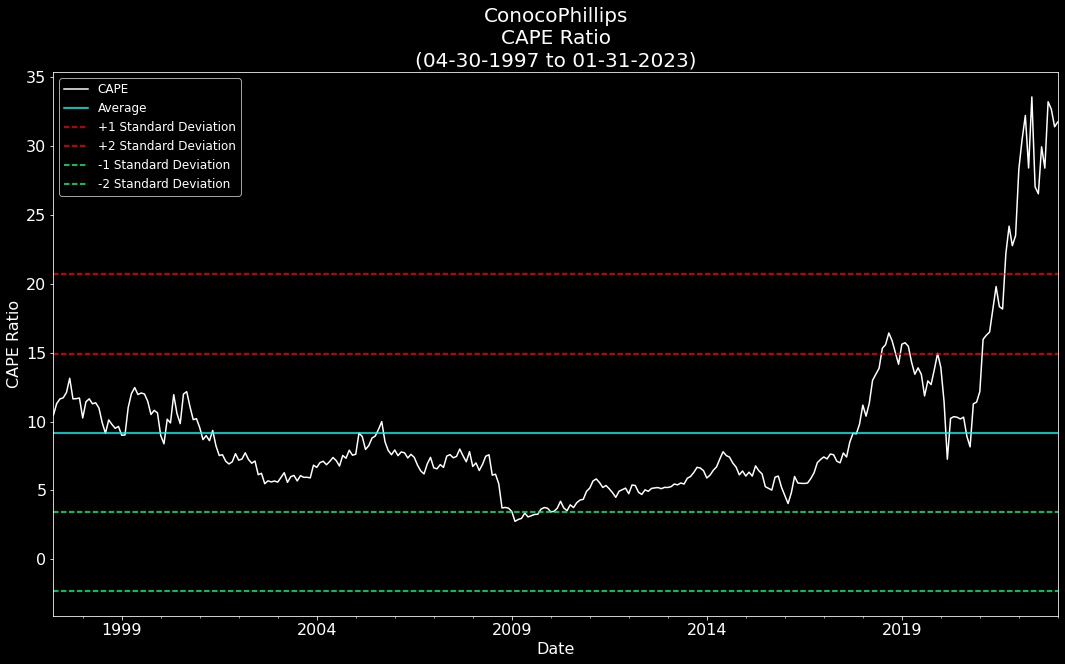 ConocoPhillips
CAPE Ratio
(04-30-1997 to 01-31-2023)
CAPE
Average
+1 Standard Deviation
+2 Standard Deviation
-1 Standard Deviation
-2 Standard Deviation
35
30
25
20
15
10
5
0
CAPE Ratio
1999
2004
2009
2014
2019
Date